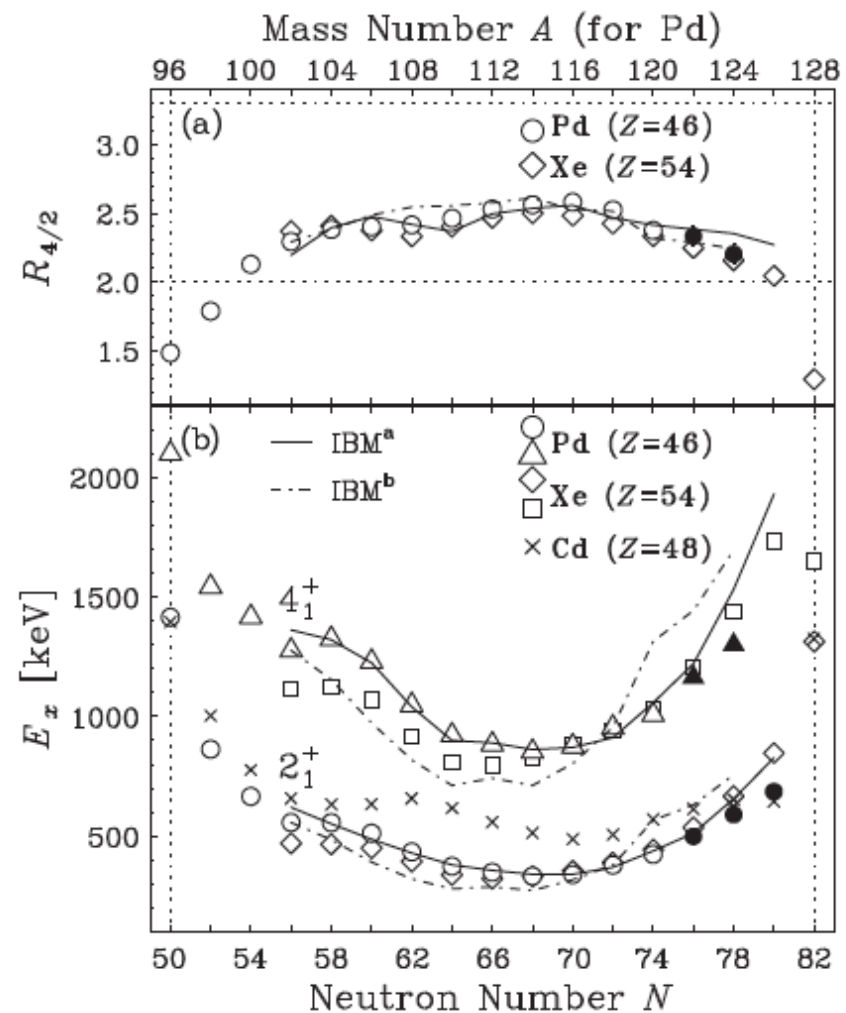 Mass Number A (for Pd)
96 100 104 108 112 116 120 124 128
(a)
Pd (Z=46)
Xe (Z=54)
3.0
2.5
2.0
1.5
R4/2
(b)
IBMa
IBMb
Pd (Z=46)
Xe (Z=54)
Cd (Z=48)
2000
1500
1000
500
Ex [keV]
4+1
2+1
50 54 58 62 66 70 74 78 82
Neutron Number N